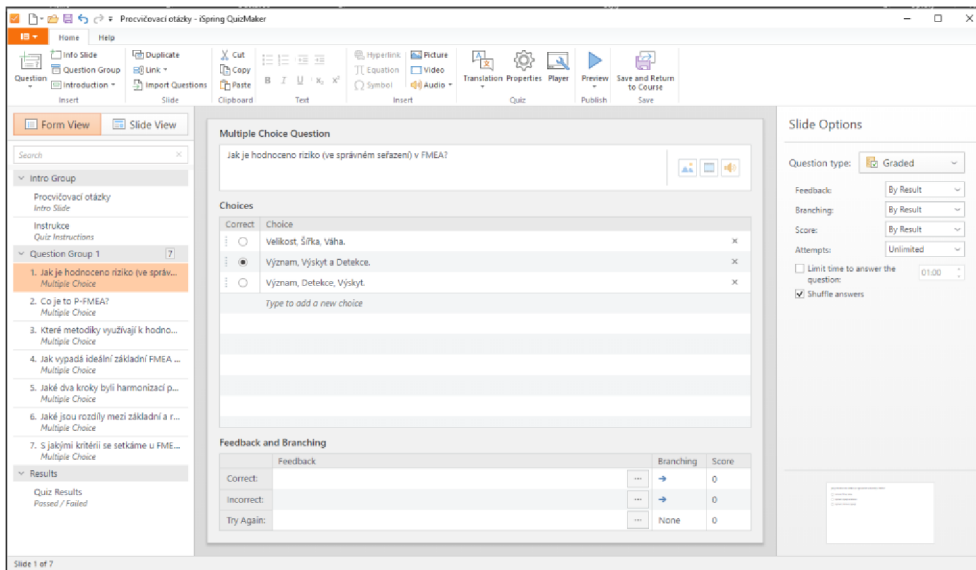 Procvičovací otázky - iSpring QuizMaker
Home Help
Question
Info Slide
Question Group
Introduction
Insert
Duplicate
Link
Import Questions
Slide
Cut
Copy
Paste
Clipboard
B I U X₂ X²
Text
Hyperlink
Equation
Symbol
Picture
Video
Audio
Insert
Translation Properties Player
Quiz
Preview
Publish
Save and Return
to Course
Save
Form View Slide View
Search
Intro Group
Procvičovací otázky
Intro Slide
Instrukce
Quiz Instructions
Question Group 1 7
1. Jak je hodnoceno riziko (ve správ...
Multiple Choice
2. Co je to P-FMEA?
Multiple Choice
3. Které metodiky využívají k hodno...
Multiple Choice
4. Jak vypadá ideální základní FMEA ...
Multiple Choice
5. Jaké dva kroky byli harmonizací p...
Multiple Choice
6. Jaké jsou rozdíly mezi základní a r...
Multiple Choice
7. S jakými kritérii se setkáme u FME...
Multiple Choice
Results
Quiz Results
Passed / Failed
Multiple Choice Question
Jak je hodnoceno riziko (ve správném seřazení) v FMEA?
Choices
Correct Choice
Velikost, Šířka, Váha.
Význam, Výskyt a Detekce.
Význam, Detekce, Výskyt.
Type to add a new choice
Feedback and Branching
Feedback Branching Score
Correct: ... 0
Incorrect: ... 0
Try Again: ... None 0
Slide Options
Question type: Graded
Feedback: By Result
Branching: By Result
Score: By Result
Attempts: Unlimited
Limit time to answer the
question: 01:00
Shuffle answers
Slide 1 of 7